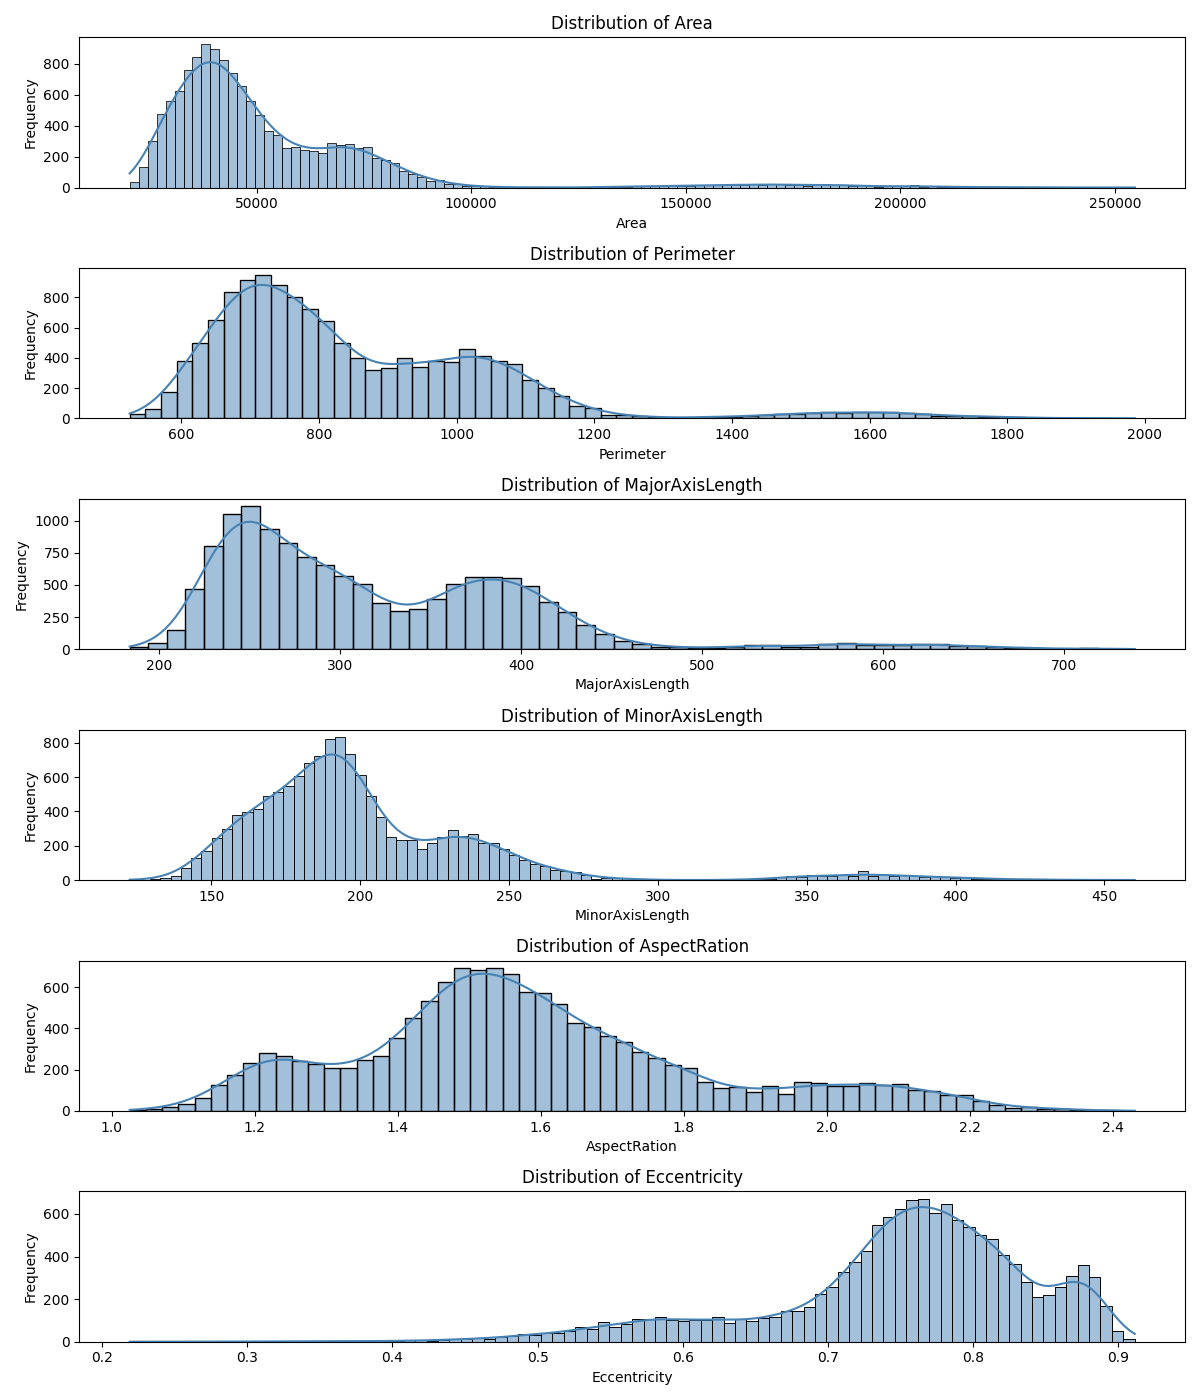 Distribution of Area
Frequency
800
600
400
200
0
50000 100000 150000 200000 250000
Area
Distribution of Perimeter
Frequency
800
600
400
200
0
600 800 1000 1200 1400 1600 1800 2000
Perimeter
Distribution of MajorAxisLength
Frequency
1000
750
500
250
0
200 300 400 500 600 700
MajorAxisLength
Distribution of MinorAxisLength
Frequency
800
600
400
200
0
150 200 250 300 350 400 450
MinorAxisLength
Distribution of AspectRation
Frequency
600
400
200
0
1.0 1.2 1.4 1.6 1.8 2.0 2.2 2.4
AspectRation
Distribution of Eccentricity
Frequency
600
400
200
0
0.2 0.3 0.4 0.5 0.6 0.7 0.8 0.9
Eccentricity